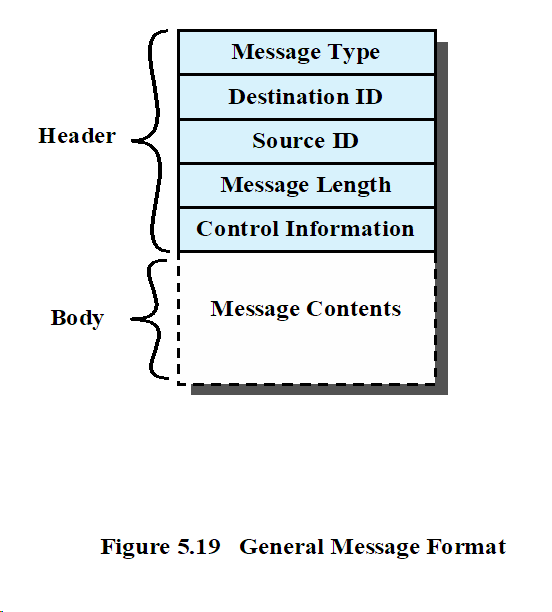 Message Type
Destination ID
Header
Source ID
Message Length
Control Information
Body
Message Contents
Figure 5.19 General Message Format